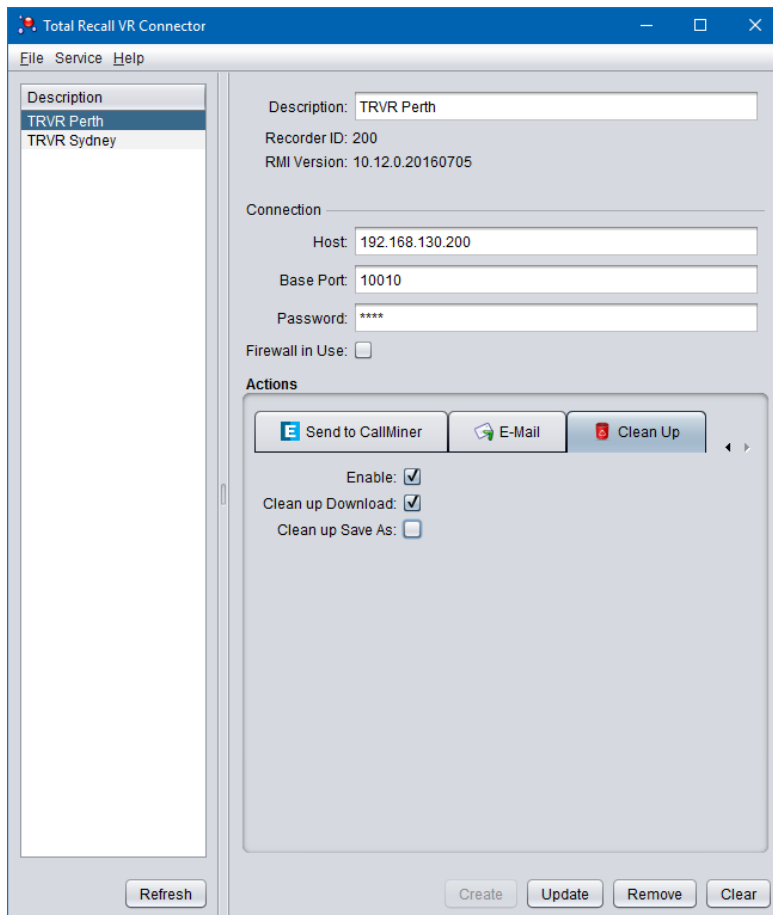 Total Recall VR Connector
File Service Help
Description
TRVR Perth
TRVR Sydney
Refresh
Description: TRVR Perth
Recorder ID: 200
RMI Version: 10.12.0.20160705
Connection
Host: 192.168.130.200
Base Port: 10010
Password: ****
Firewall in Use:
Actions
E Send to CallMiner E-Mail Clean Up
Enable:
Clean up Download:
Clean up Save As:
Create Update Remove Clear